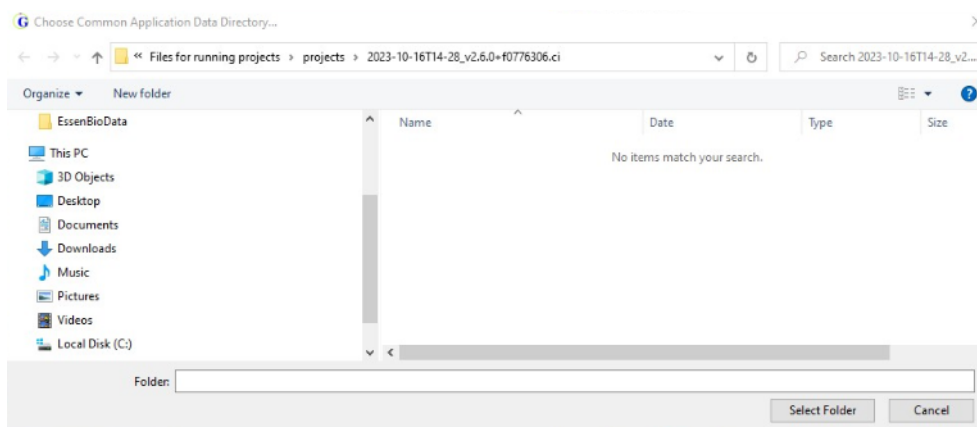 G Choose Common Application Data Directory...
« Files for running projects › projects › 2023-10-16T14-28_v2.6.0+f0776306.ci
Search 2023-10-16T14-28_v2...
Organize New folder
?
EssenBioData
This PC
3D Objects
Desktop
Documents
Downloads
Music
Pictures
Videos
Local Disk (C:)
Name Date Type Size
No items match your search.
Folder:
Select Folder Cancel